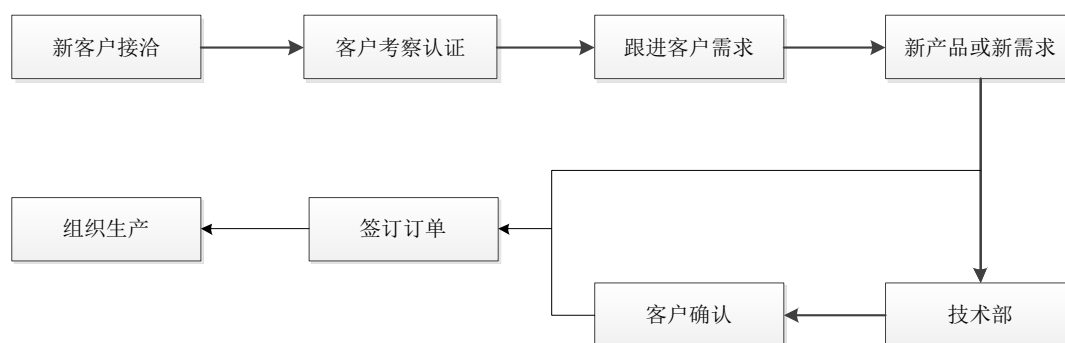 新客户接洽
客户考察认证
跟进客户需求
新产品或新需求
组织生产
签订订单
客户确认
技术部